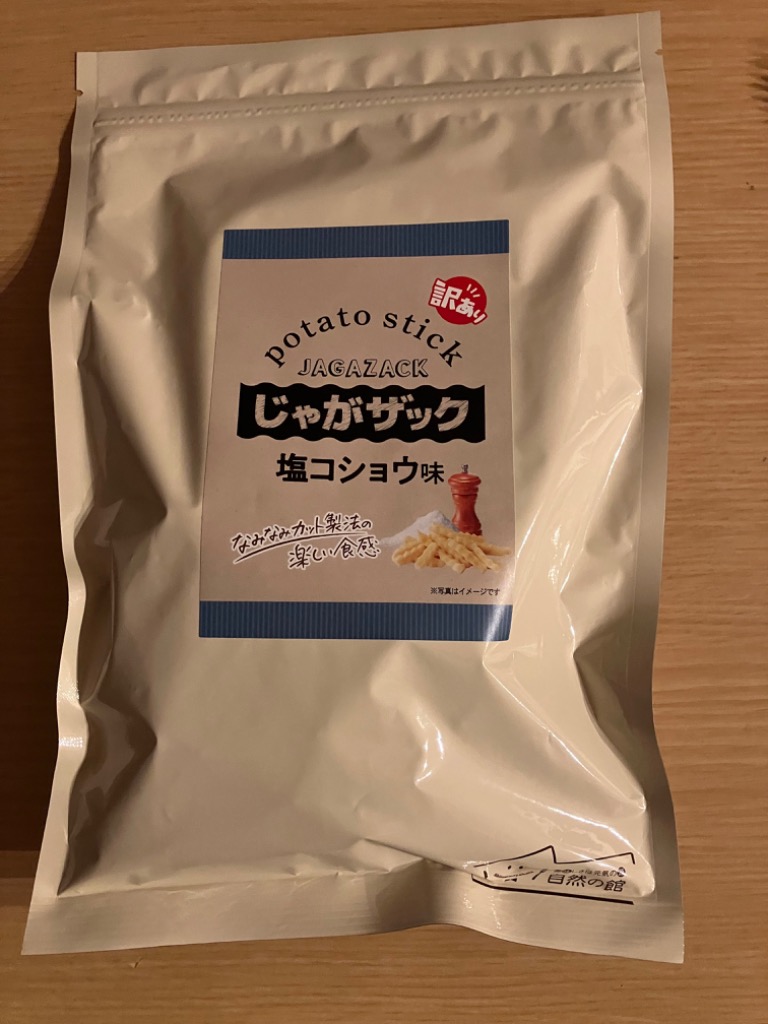 訳あり
potato stick
JAGAZACK
じゃがザック
塩コショウ味
なみなみカット製法の
楽しい食感
※写真はイメージです
自然の館